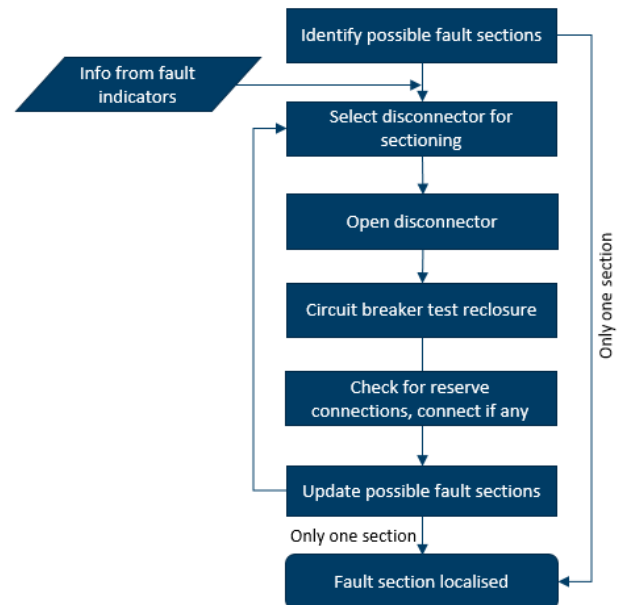 Identify possible fault sections
Info from fault
indicators
Select disconnector for
sectioning
Open disconnector
Only one section
Circuit breaker test reclosure
Check for reserve
connections, connect if any
Update possible fault sections
Only one section
Fault section localised